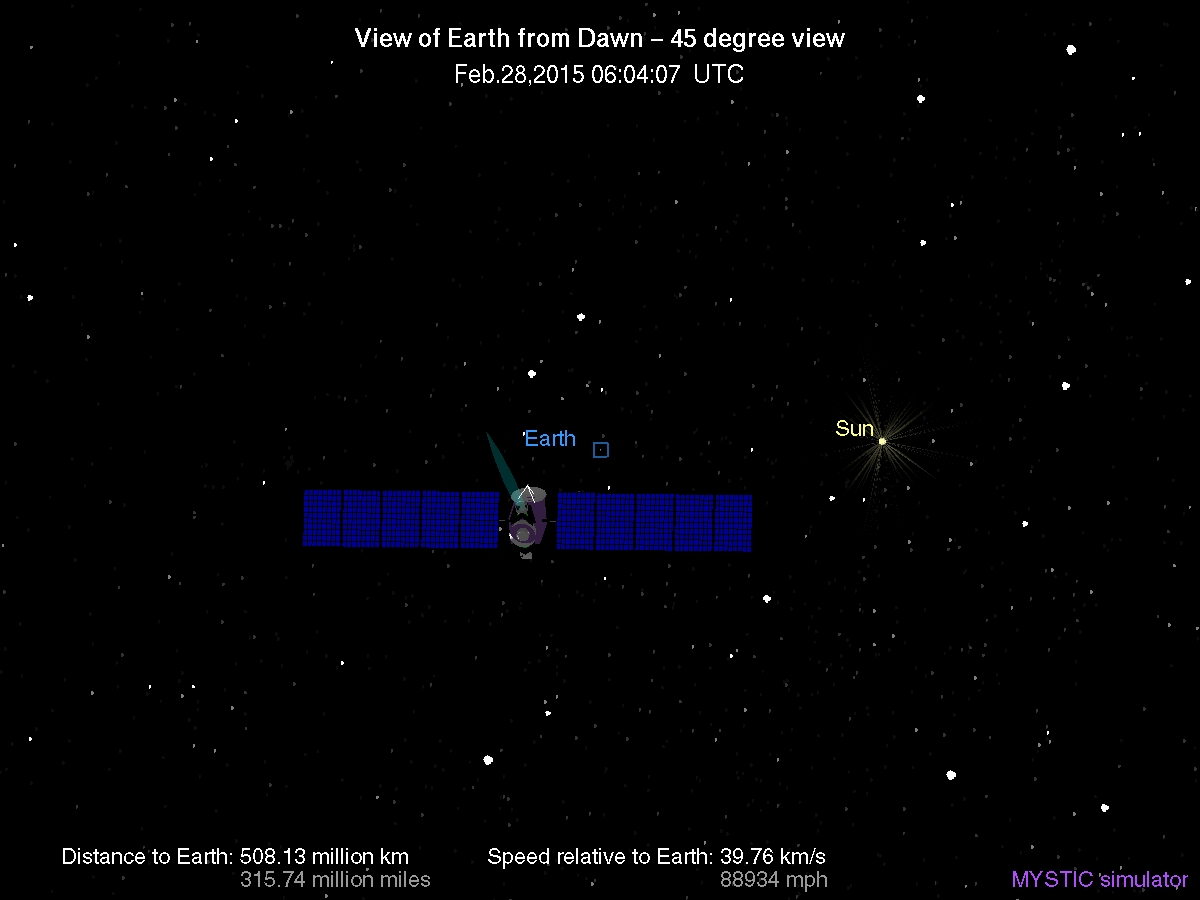 View of Earth from Dawn – 45 degree view
Feb.28,2015 06:04:07 UTC
Sun
Earth
Distance to Earth: 508.13 million km
315.74 million miles
Speed relative to Earth: 39.76 km/s
88934 mph
MYSTIC simulator